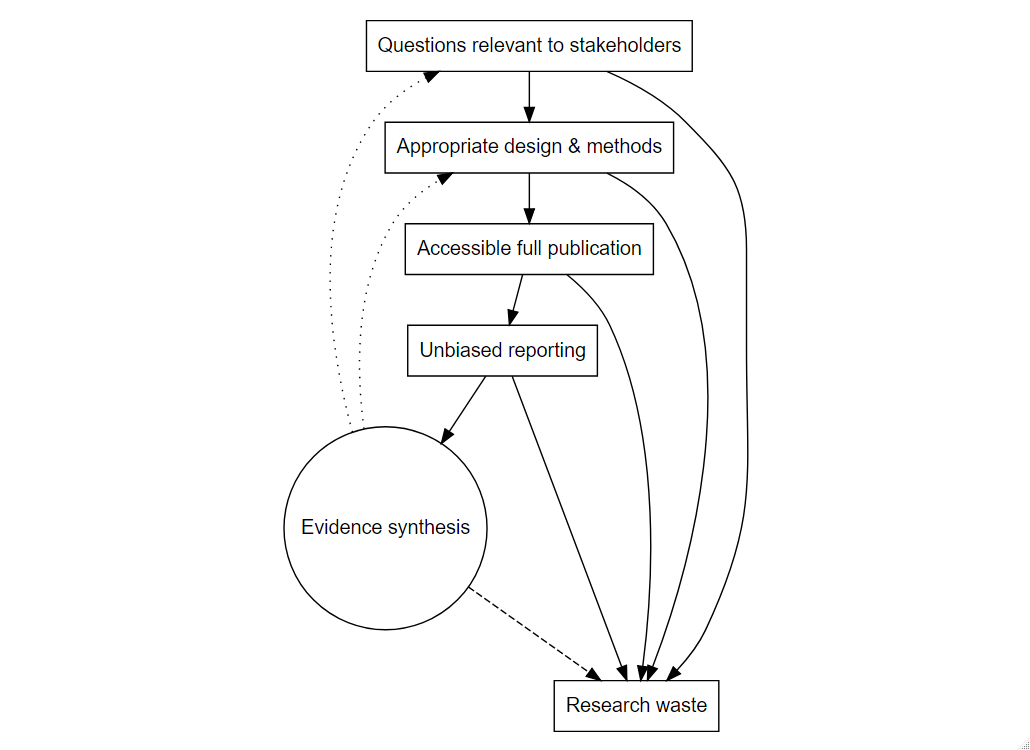 Questions relevant to stakeholders
Appropriate design & methods
Accessible full publication
Unbiased reporting
Evidence synthesis
Research waste